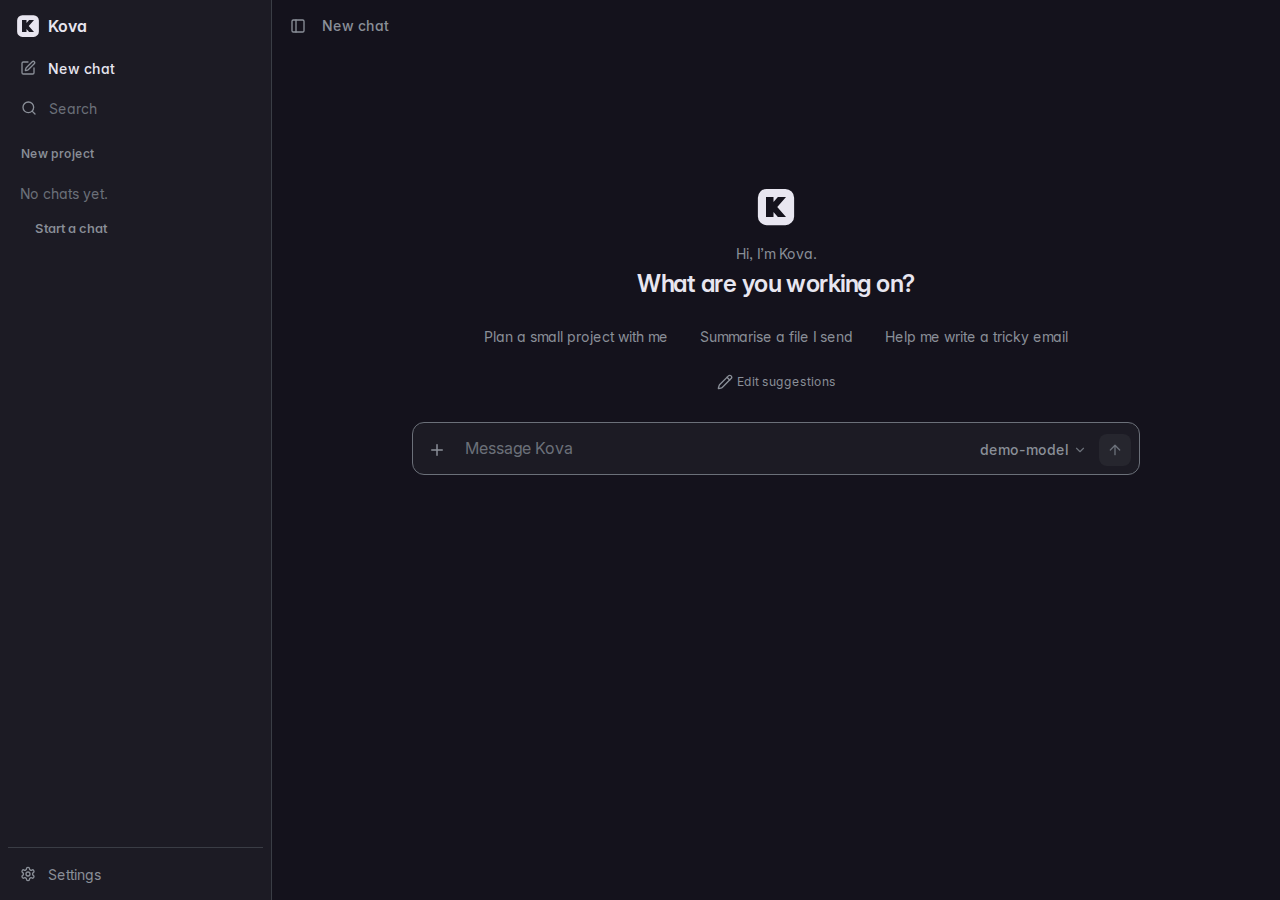 Kova
New chat
Search
New project
No chats yet.
Start a chat
Settings
New chat
Hi, I'm Kova.
What are you working on?
Plan a small project with me
Summarise a file I send
Help me write a tricky email
Edit suggestions
Message Kova
demo-model